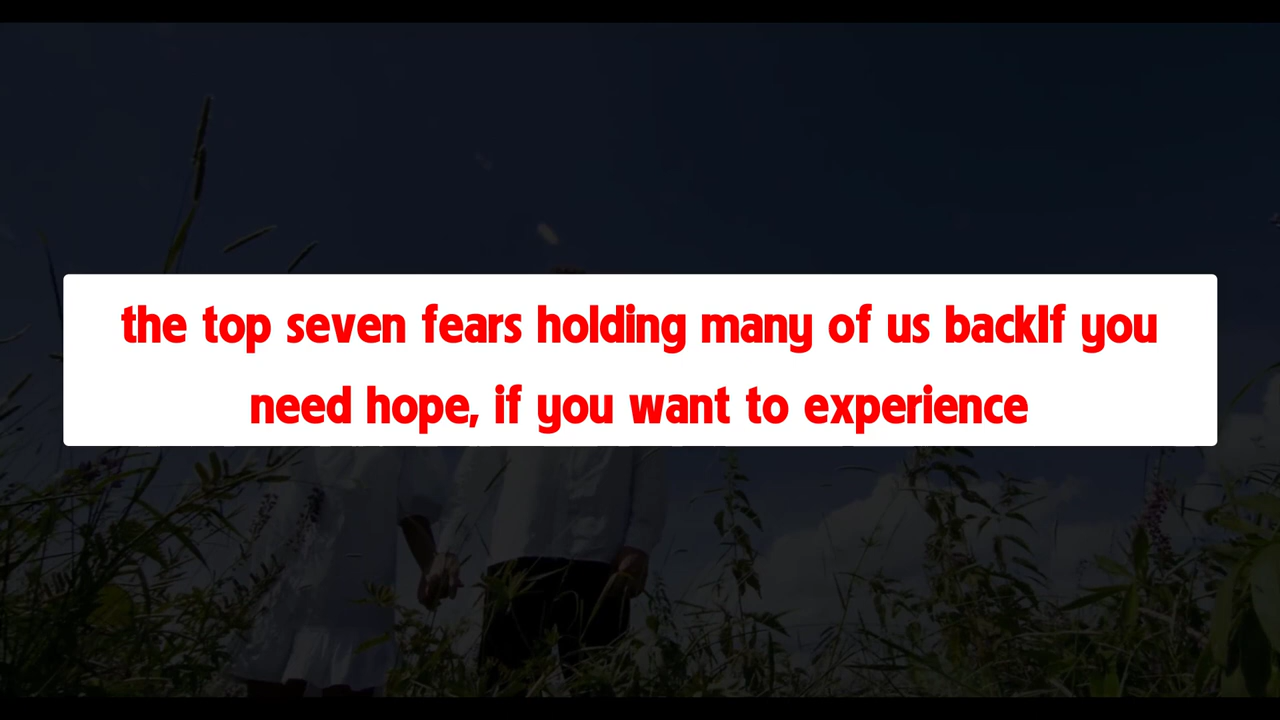 the top seven fears holding many of us backIf you
need hope, if you want to experience